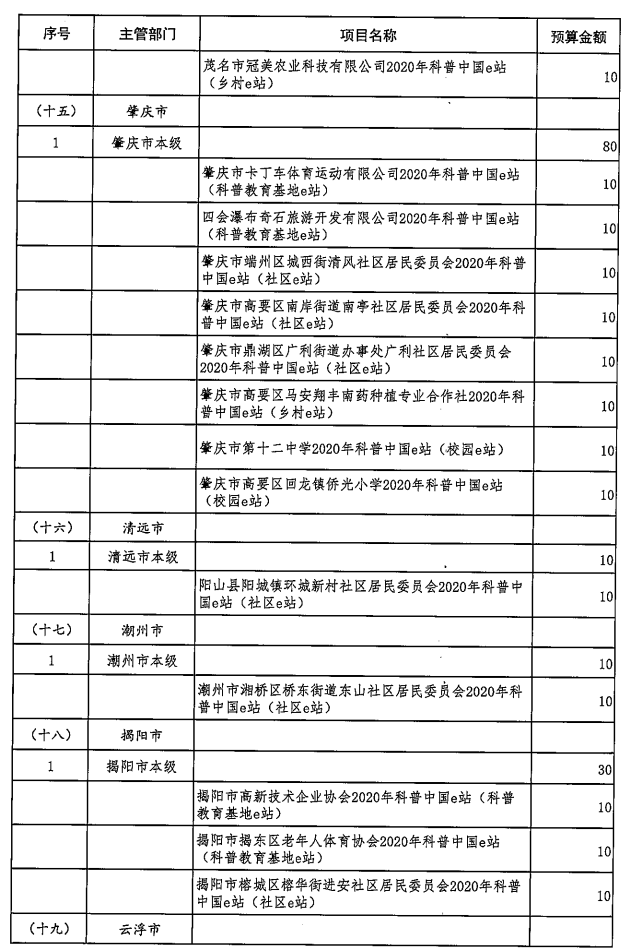 序号 主管部门 项目名称 预算金额
茂名市冠美农业科技有限公司2020年科普中国e站
（乡村e站） 10
（十五） 肇庆市
1 肇庆市本级 80
肇庆市卡丁车体育运动有限公司2020年科普中国e站
（科普教育基地e站） 10
四会瀑布奇石旅游开发有限公司2020年科普中国e站
（科普教育基地e站） 10
肇庆市端州区城西街清风社区居民委员会2020年科普
中国e站（社区e站） 10
肇庆市高要区南岸街道南亭社区居民委员会2020年科
普中国e站（社区e站） 10
肇庆市鼎湖区广利街道办事处广利社区居民委员会
2020年科普中国e站（社区e站） 10
肇庆市高要区马安翔丰南药种植专业合作社2020年科
普中国e站（乡村e站） 10
肇庆市第十二中学2020年科普中国e站（校园e站） 10
肇庆市高要区回龙镇侨光小学2020年科普中国e站
（校园e站） 10
（十六） 清远市
1 清远市本级 10
阳山县阳城镇环城新村社区居民委员会2020年科普中
国e站（社区e站） 10
（十七） 潮州市
1 潮州市本级 10
潮州市湘桥区桥东街道东山社区居民委员会2020年科
普中国e站（社区e站） 10
（十八） 揭阳市
1 揭阳市本级 30
揭阳市高新技术企业协会2020年科普中国e站（科普
教育基地e站） 10
揭阳市揭东区老年人体育协会2020年科普中国e站
（科普教育基地e站） 10
揭阳市榕城区榕华街进安社区居民委员会2020年科普
中国e站（社区e站） 10
（十九） 云浮市